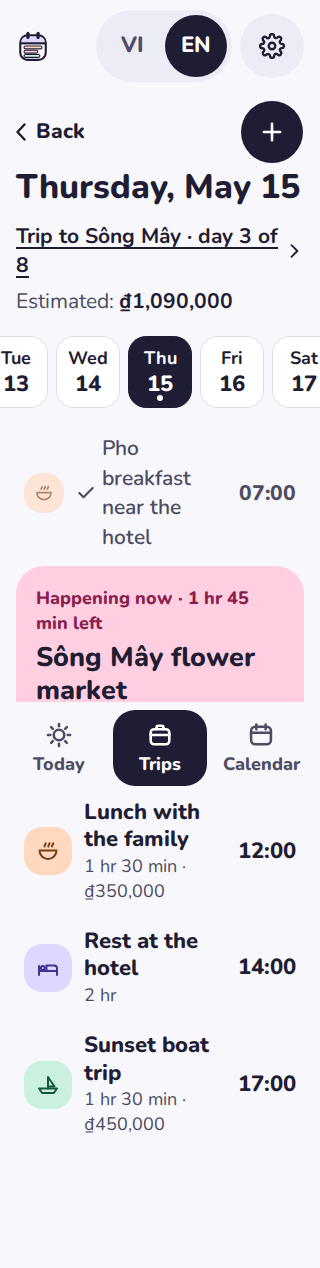 VI
EN
Back
Thursday, May 15
Trip to Sông Mây · day 3 of
8
Estimated: ₫1,090,000
Tue
13
Wed
14
Thu
15
Fri
16
Sat
17
Pho
breakfast
near the
hotel
07:00
Happening now · 1 hr 45
min left
Sông Mây flower
market
Today
Trips
Calendar
Lunch with
the family
1 hr 30 min ·
₫350,000
12:00
Rest at the
hotel
2 hr
14:00
Sunset boat
trip
1 hr 30 min ·
₫450,000
17:00